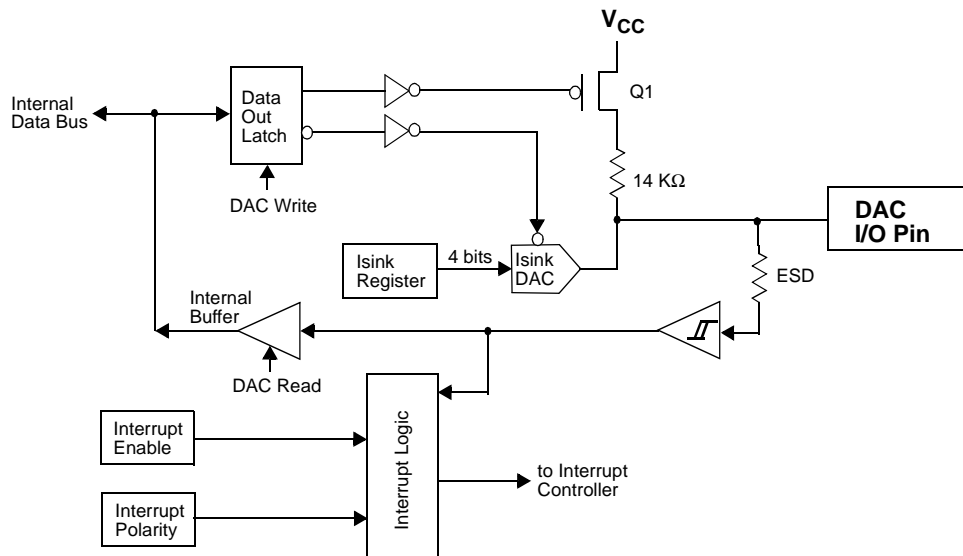 V_CC
Internal
Data Bus
Data
Out
Latch
Q1
14 KΩ
DAC Write
DAC
I/O Pin
Isink
Register
4 bits
Isink
DAC
ESD
Internal
Buffer
DAC Read
Interrupt
Enable
Interrupt Logic
to Interrupt
Controller
Interrupt
Polarity